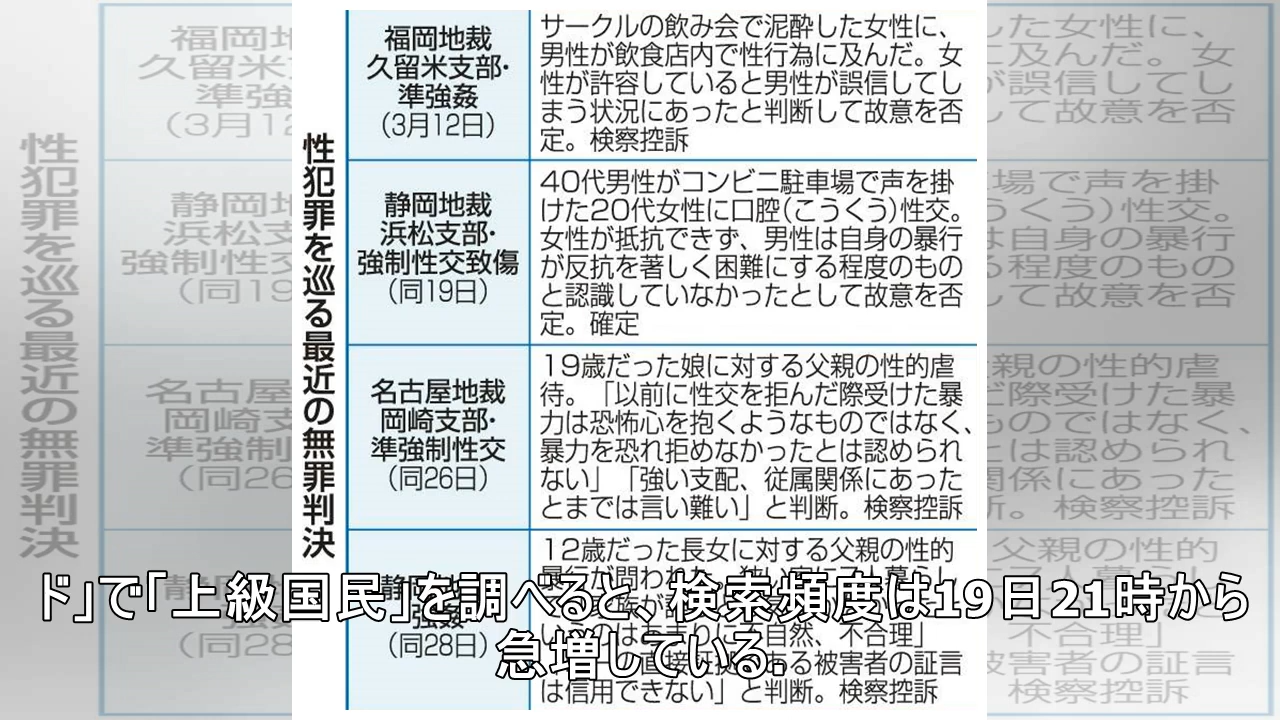 性犯罪を巡る最近の無罪判決
福岡地裁
久留米支部・
準強姦
（3月12日）
サークルの飲み会で泥酔した女性に、
男性が飲食店内で性行為に及んだ。女
性が許容していると男性が誤信してし
まう状況にあったと判断して故意を否
定。検察控訴
静岡地裁
浜松支部・
強制性交致傷
（同19日）
40代男性がコンビニ駐車場で声を掛
けた20代女性に口腔（こうくう）性交。
女性が抵抗できず、男性は自身の暴行
が反抗を著しく困難にする程度のもの
と認識していなかったとして故意を否
定。確定
名古屋地裁
岡崎支部・
準強制性交
（同26日）
19歳だった娘に対する父親の性的虐
待。「以前に性交を拒んだ際受けた暴
力は恐怖心を抱くようなものではなく、
暴力を恐れ拒めなかったとは認められ
ない」「強い支配、従属関係にあった
とまでは言い難い」と判断。検察控訴
強姦
（同28日）
12歳だった長女に対する父親の性的
不自然、不合理」
る被害者の証言
は信用できない」と判断。検察控訴
ド」で「上級国民」を調べると、検索頻度は19日21時から
急増している.